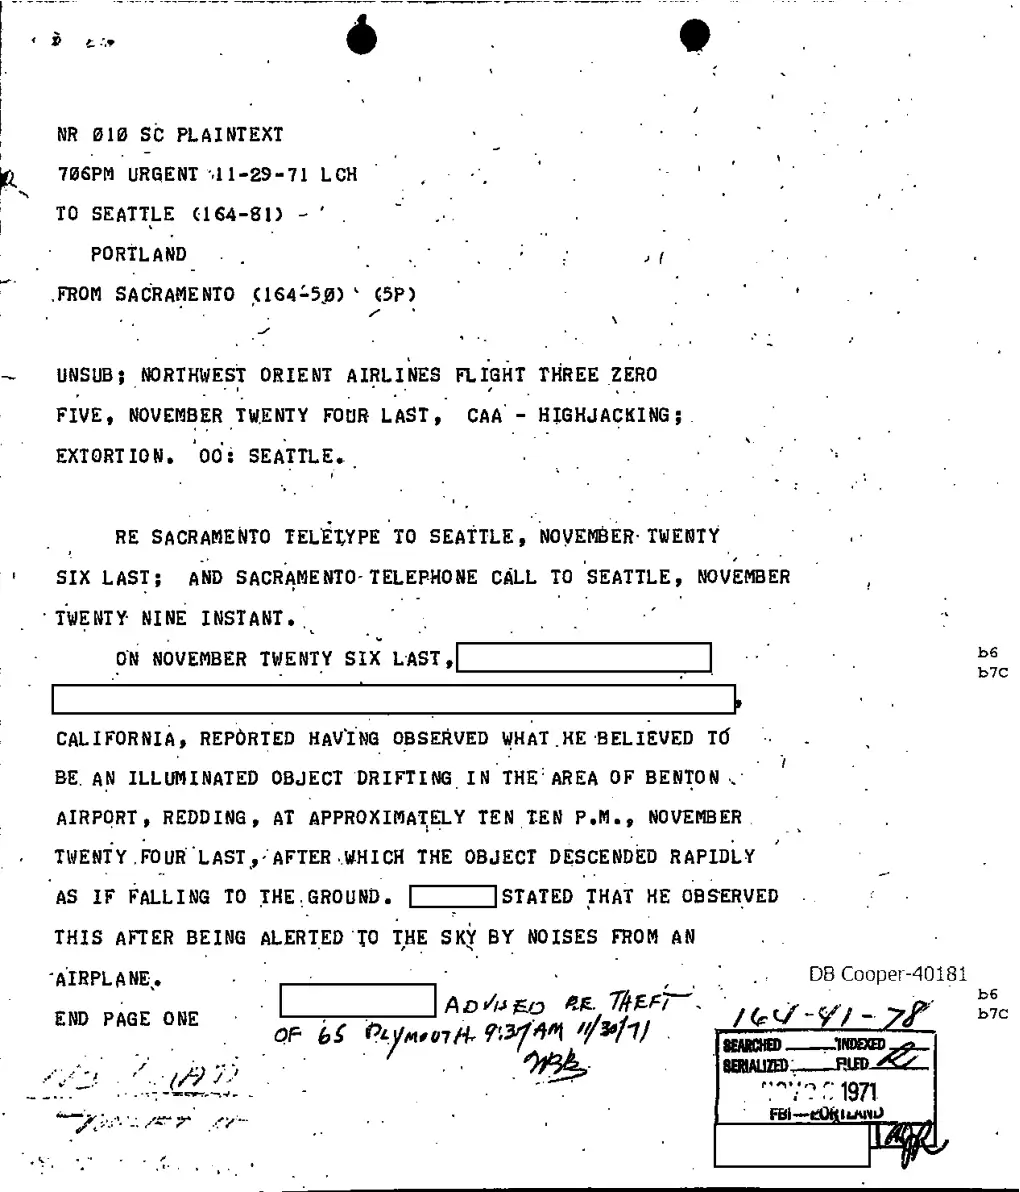 NR 010 SC PLAINTEXT
706PM URGENT 11-29-71 LCH
TO SEATTLE (164-81)
PORTLAND
FROM SACRAMENTO (164-50) (5P)
UNSUB; NORTHWEST ORIENT AIRLINES FLIGHT THREE ZERO
FIVE, NOVEMBER TWENTY FOUR LAST, CAA - HIGHJACKING;
EXTORTION. OO: SEATTLE.
RE SACRAMENTO TELETYPE TO SEATTLE, NOVEMBER TWENTY
SIX LAST; AND SACRAMENTO TELEPHONE CALL TO SEATTLE, NOVEMBER
TWENTY NINE INSTANT.
ON NOVEMBER TWENTY SIX LAST,
b6
b7C
,
CALIFORNIA, REPORTED HAVING OBSERVED WHAT HE BELIEVED TO
BE AN ILLUMINATED OBJECT DRIFTING IN THE AREA OF BENTON
AIRPORT, REDDING, AT APPROXIMATELY TEN TEN P.M., NOVEMBER
TWENTY FOUR LAST, AFTER WHICH THE OBJECT DESCENDED RAPIDLY
AS IF FALLING TO THE GROUND. STATED THAT HE OBSERVED
THIS AFTER BEING ALERTED TO THE SKY BY NOISES FROM AN
AIRPLANE.
END PAGE ONE
DB Cooper-40181
b6
b7C
ADVISED RE THEFT
OF 65 PLYMOUTH 9:37AM 11/30/71
164-41-78
SEARCHED INDEXED
SERIALIZED FILED
1971
FBI—PORTLAND